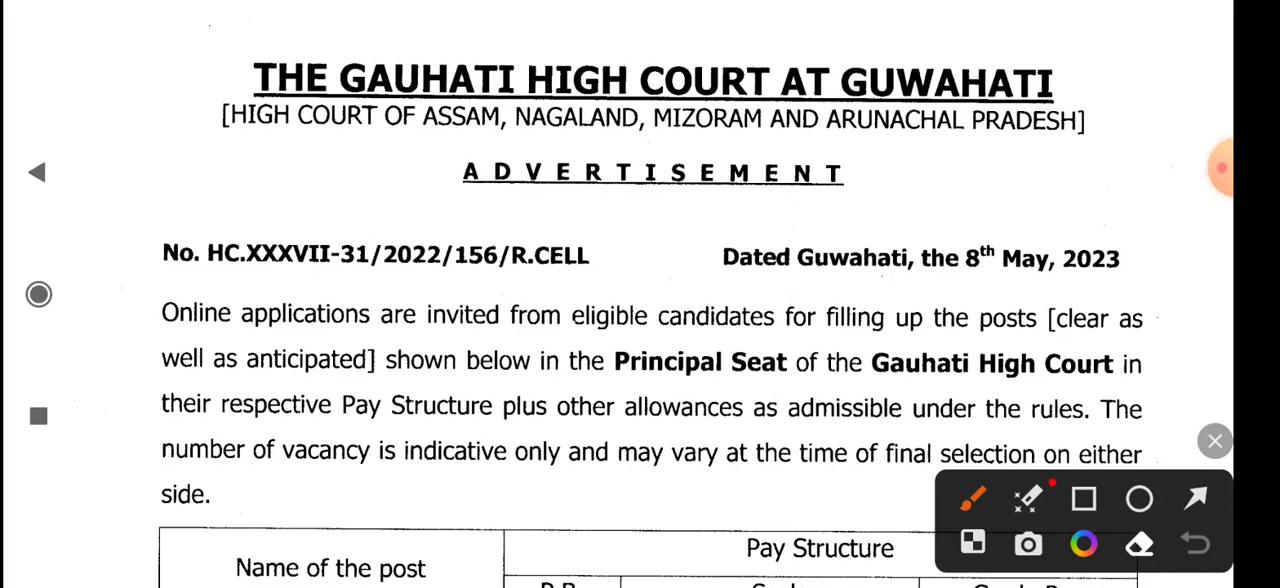 THE GAUHATI HIGH COURT AT GUWAHATI
[HIGH COURT OF ASSAM, NAGALAND, MIZORAM AND ARUNACHAL PRADESH]
A D V E R T I S E M E N T
No. HC.XXXVII-31/2022/156/R.CELL Dated Guwahati, the 8th May, 2023
Online applications are invited from eligible candidates for filling up the posts [clear as
well as anticipated] shown below in the Principal Seat of the Gauhati High Court in
their respective Pay Structure plus other allowances as admissible under the rules. The
number of vacancy is indicative only and may vary at the time of final selection on either
side.
Name of the post
Pay Structure